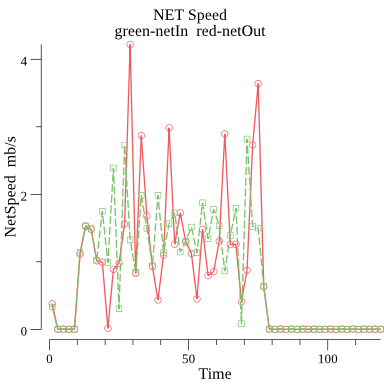 NET Speed
green-netIn red-netOut
4
2
0
NetSpeed mb/s
0 50 100
Time